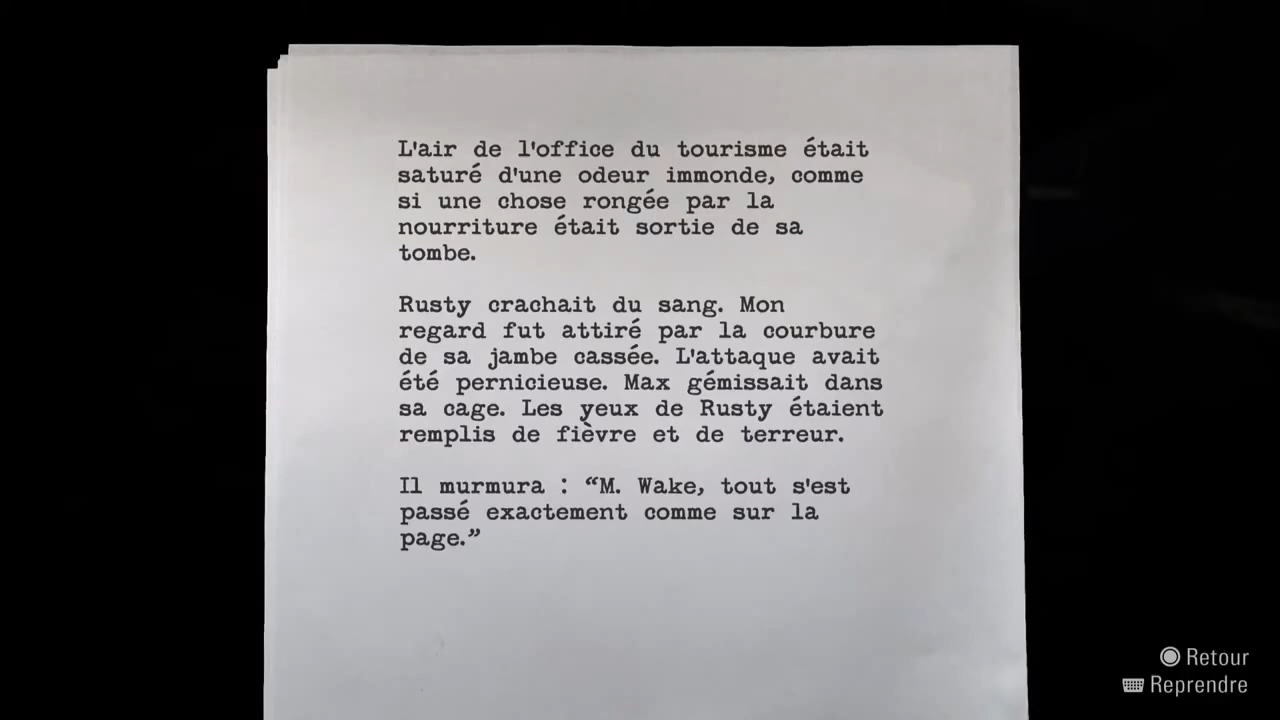 L'air de l'office du tourisme était
saturé d'une odeur immonde, comme
si une chose rongée par la
nourriture était sortie de sa
tombe.
Rusty crachait du sang. Mon
regard fut attiré par la courbure
de sa jambe cassée. L'attaque avait
été pernicieuse. Max gémissait dans
sa cage. Les yeux de Rusty étaient
remplis de fièvre et de terreur.
Il murmura : “M. Wake, tout s'est
passé exactement comme sur la
page.”
Retour
Reprendre